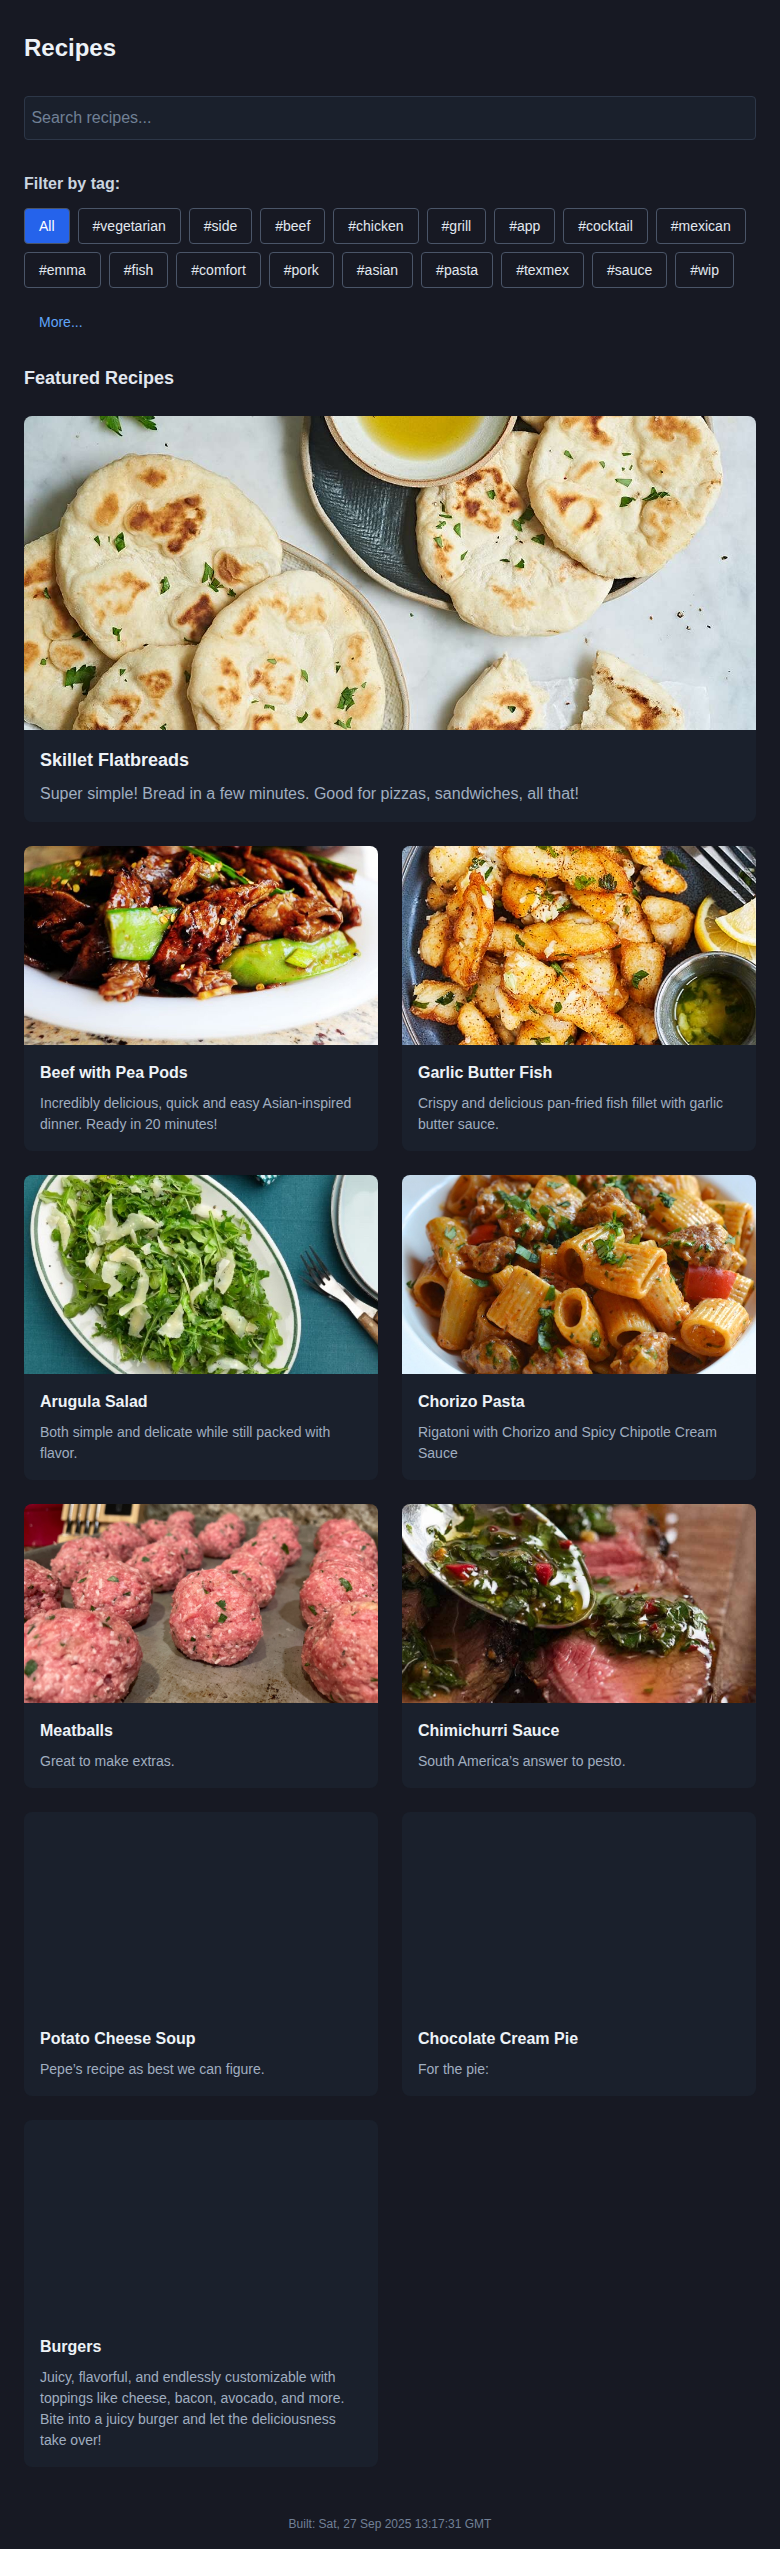 Recipes
Search recipes...
Filter by tag:
All #vegetarian #side #beef #chicken #grill #app #cocktail #mexican
#emma #fish #comfort #pork #asian #pasta #texmex #sauce #wip
More...
Featured Recipes
Skillet Flatbreads
Super simple! Bread in a few minutes. Good for pizzas, sandwiches, all that!
Beef with Pea Pods
Incredibly delicious, quick and easy Asian-inspired
dinner. Ready in 20 minutes!
Garlic Butter Fish
Crispy and delicious pan-fried fish fillet with garlic
butter sauce.
Arugula Salad
Both simple and delicate while still packed with
flavor.
Chorizo Pasta
Rigatoni with Chorizo and Spicy Chipotle Cream
Sauce
Meatballs
Great to make extras.
Chimichurri Sauce
South America's answer to pesto.
Potato Cheese Soup
Pepe's recipe as best we can figure.
Chocolate Cream Pie
For the pie:
Burgers
Juicy, flavorful, and endlessly customizable with
toppings like cheese, bacon, avocado, and more.
Bite into a juicy burger and let the deliciousness
take over!
Built: Sat, 27 Sep 2025 13:17:31 GMT